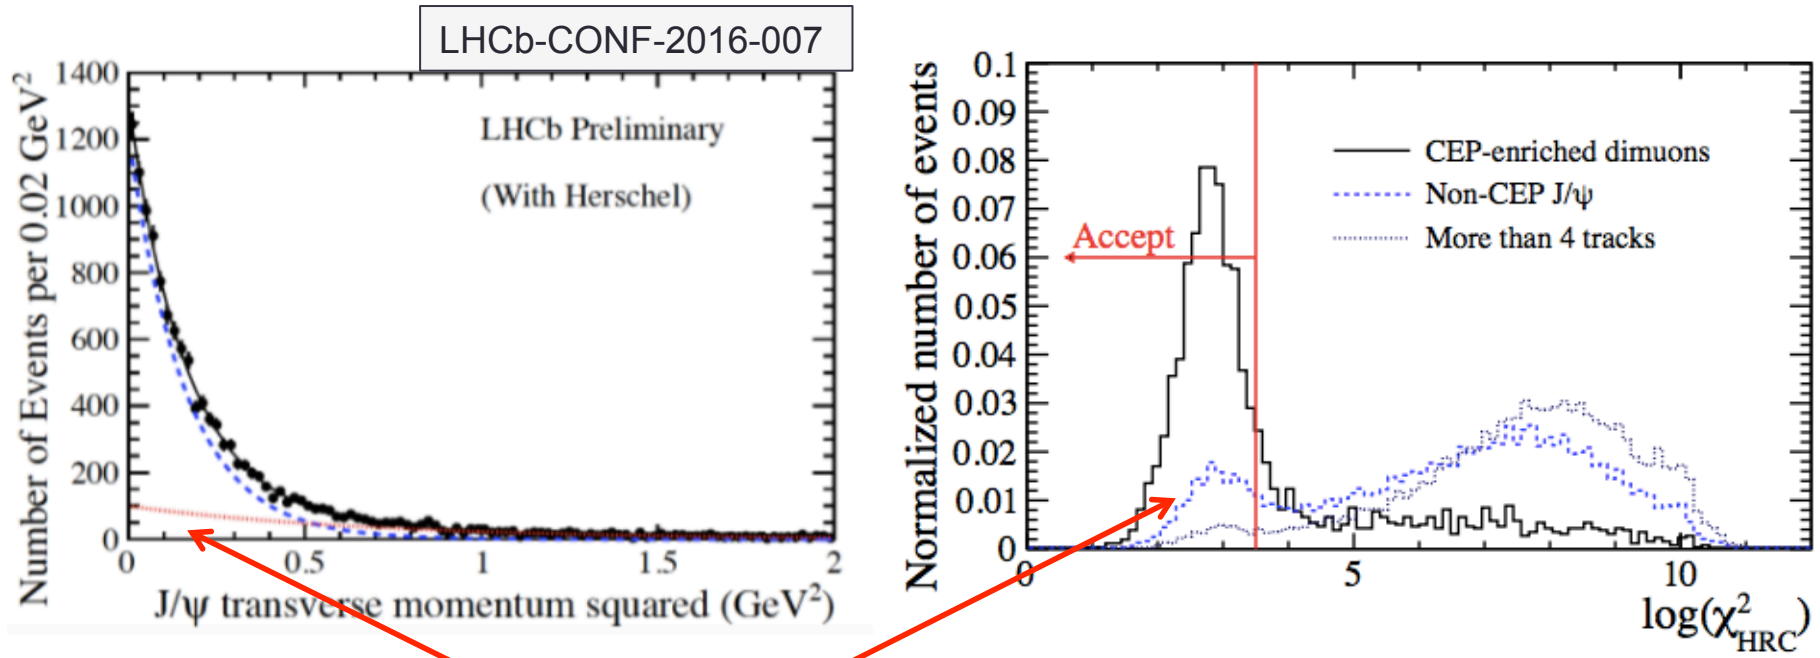 LHCb-CONF-2016-007
Number of Events per 0.02 GeV²
1400
1200
1000
800
600
400
200
0
LHCb Preliminary
(With Herschel)
0 0.5 1 1.5 2
J/ψ transverse momentum squared (GeV²)
Normalized number of events
0.1
0.09
0.08
0.07
0.06
0.05
0.04
0.03
0.02
0.01
0
Accept
CEP-enriched dimuons
Non-CEP J/ψ
More than 4 tracks
0 5 10
log(χ²HRC)